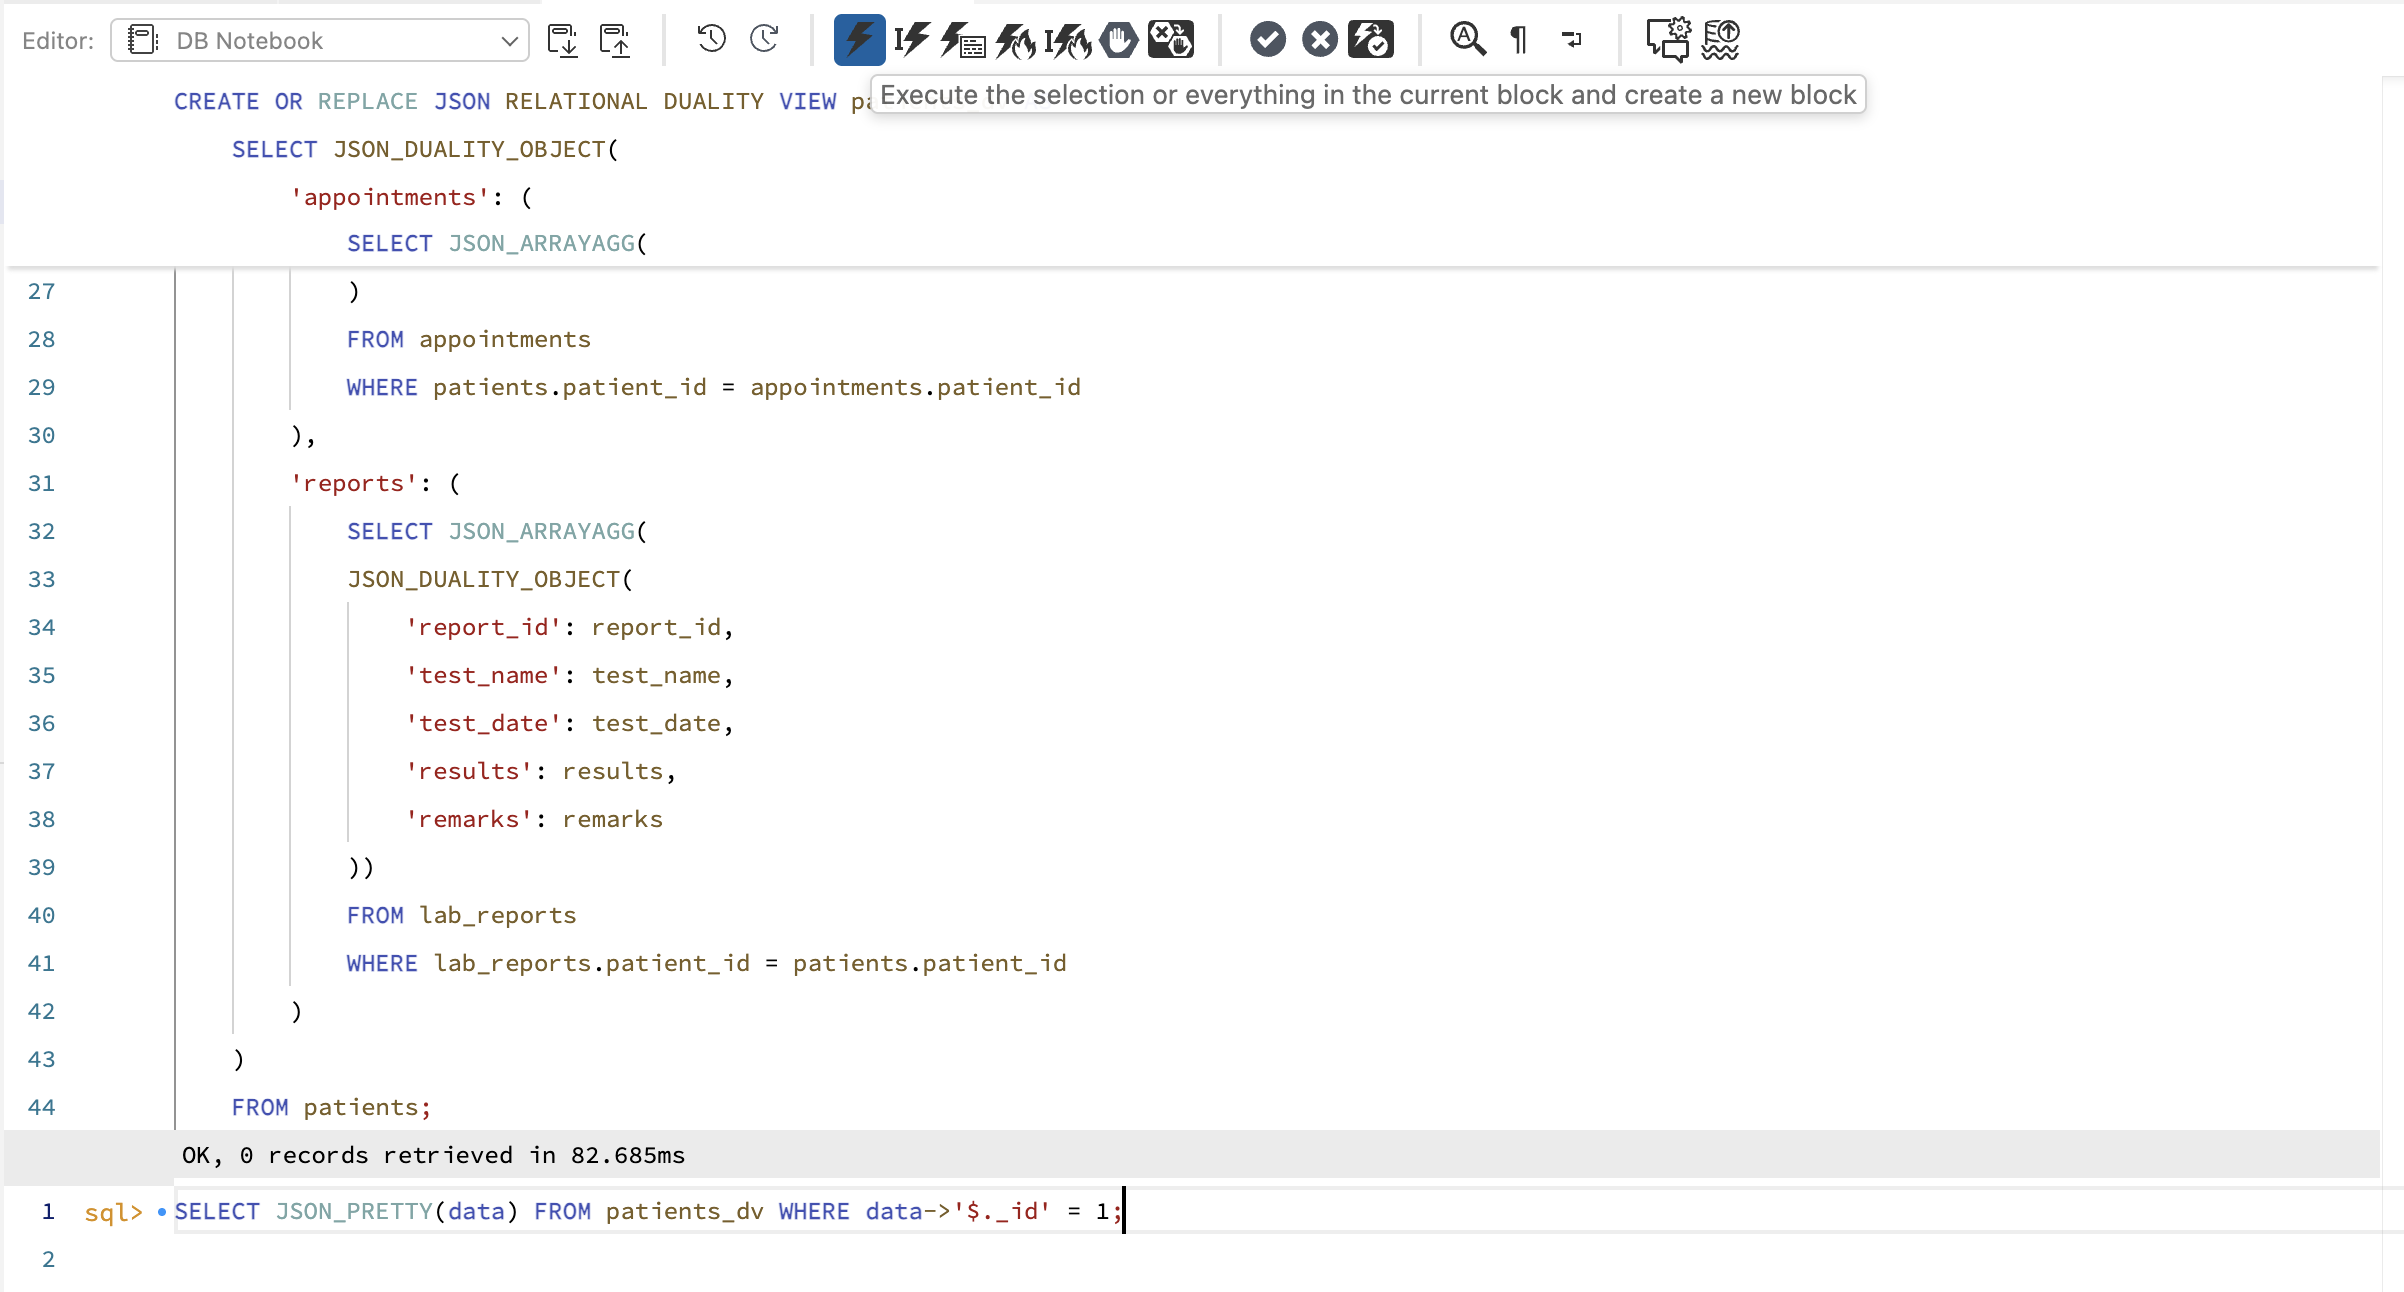 Editor: DB Notebook
Execute the selection or everything in the current block and create a new block
CREATE OR REPLACE JSON RELATIONAL DUALITY VIEW
SELECT JSON_DUALITY_OBJECT(
'appointments': (
SELECT JSON_ARRAYAGG(
27 )
28 FROM appointments
29 WHERE patients.patient_id = appointments.patient_id
30 ),
31 'reports': (
32 SELECT JSON_ARRAYAGG(
33 JSON_DUALITY_OBJECT(
34 'report_id': report_id,
35 'test_name': test_name,
36 'test_date': test_date,
37 'results': results,
38 'remarks': remarks
39 ))
40 FROM lab_reports
41 WHERE lab_reports.patient_id = patients.patient_id
42 )
43 )
44 FROM patients;
OK, 0 records retrieved in 82.685ms
1 sql> SELECT JSON_PRETTY(data) FROM patients_dv WHERE data->'$._id' = 1;
2